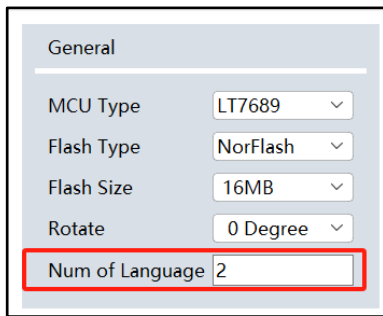 General
MCU Type LT7689
Flash Type NorFlash
Flash Size 16MB
Rotate 0 Degree
Num of Language 2